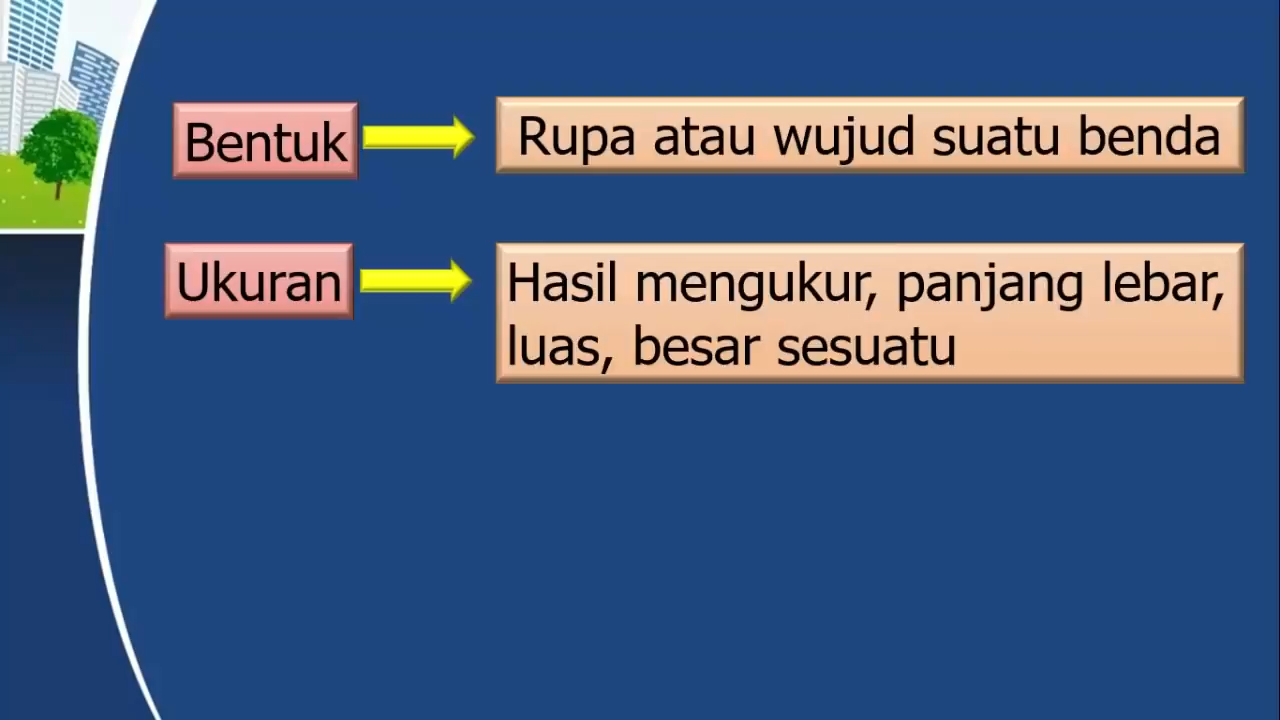 Bentuk
Rupa atau wujud suatu benda
Ukuran
Hasil mengukur, panjang lebar,
luas, besar sesuatu